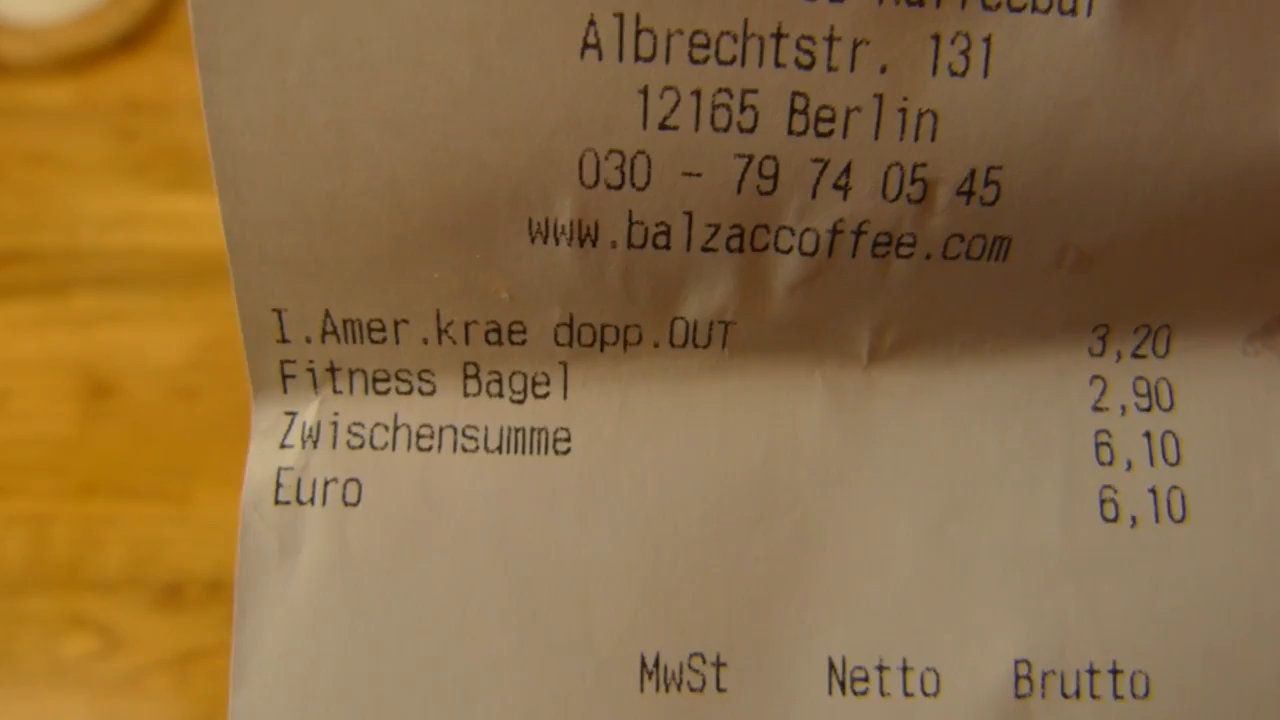 Albrechtstr. 131
12165 Berlin
030 - 79 74 05 45
www.balzaccoffee.com
I.Amer.krae dopp.OUT 3,20
Fitness Bagel 2,90
Zwischensumme 6,10
Euro 6,10
MwSt Netto Brutto